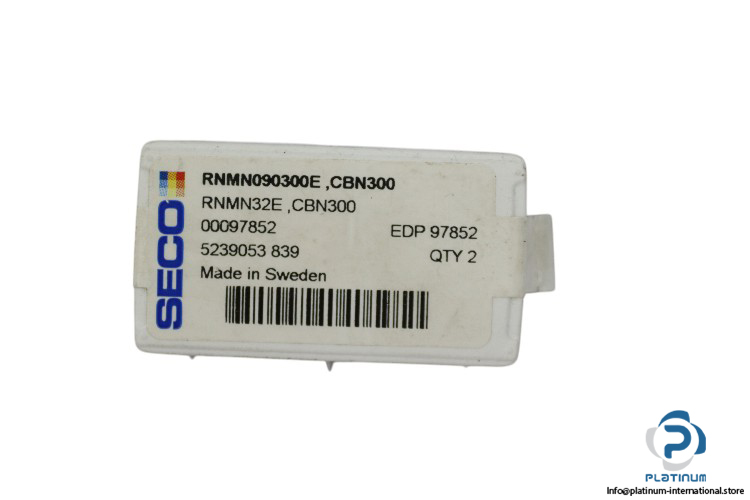 SECO
RNMN090300E ,CBN300
RNMN32E ,CBN300
00097852 EDP 97852
5239053 839 QTY 2
Made in Sweden
PLATINUM
Info@platinum-international.store